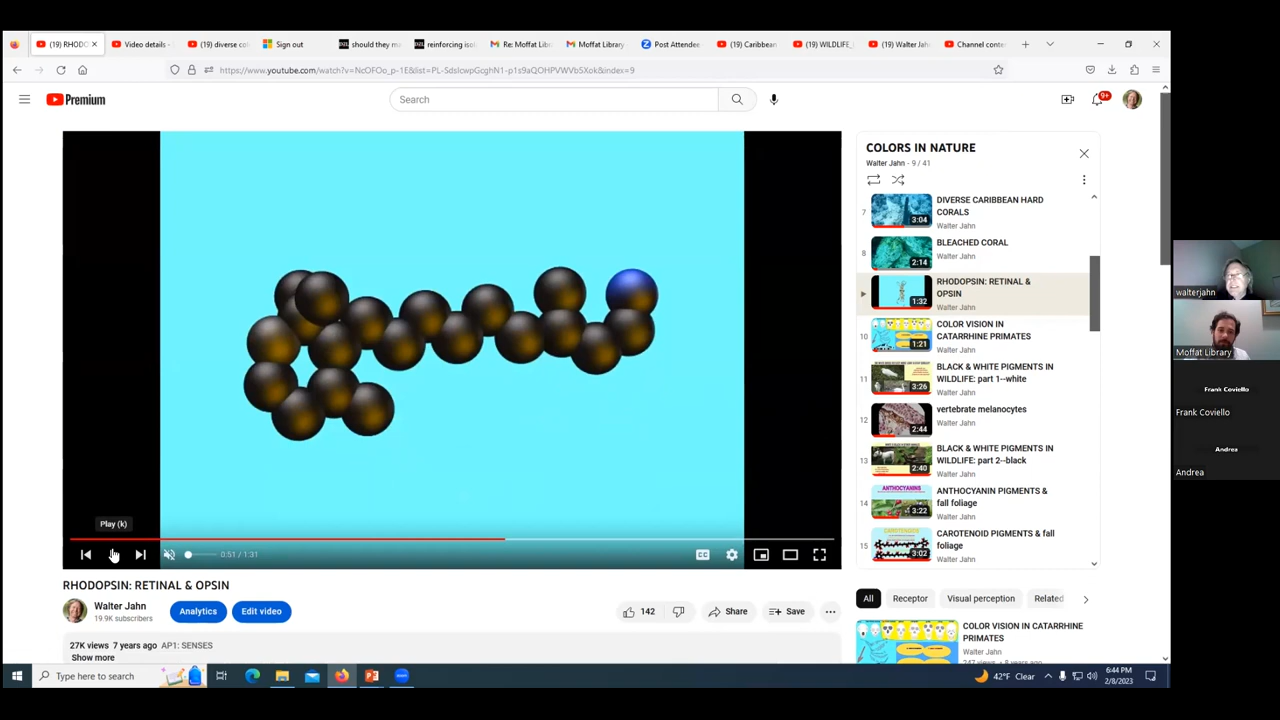 (19) RHODO
Video details -
(19) diverse co
Sign out
should they ma
reinforcing iso
Re: Moffat Lib
Moffat Library
Post Attendee
(19) Caribbean
(19) WILDLIFE_
(19) Walter Jah
Channel conte
https://www.youtube.com/watch?v=NcOFOo_p-1E&list=PL-SdslcwpGcghN1-p1s9aQOHPVWVb5Xok&index=9
Premium
Search
9+
COLORS IN NATURE
Walter Jahn - 9 / 41
7
3:04
DIVERSE CARIBBEAN HARD
CORALS
Walter Jahn
8
2:14
BLEACHED CORAL
Walter Jahn
1:32
RHODOPSIN: RETINAL &
OPSIN
Walter Jahn
10
1:21
COLOR VISION IN
CATARRHINE PRIMATES
Walter Jahn
11
3:26
BLACK & WHITE PIGMENTS IN
WILDLIFE: part 1--white
Walter Jahn
12
2:44
vertebrate melanocytes
Walter Jahn
13
2:40
BLACK & WHITE PIGMENTS IN
WILDLIFE: part 2--black
Walter Jahn
14
ANTHOCYANINS
3:22
ANTHOCYANIN PIGMENTS &
fall foliage
Walter Jahn
15
3:02
CAROTENOID PIGMENTS & fall
foliage
Walter Jahn
Play (k)
0:51 / 1:31
CC
RHODOPSIN: RETINAL & OPSIN
Walter Jahn
19.9K subscribers
Analytics
Edit video
142
Share
Save
27K views 7 years ago AP1: SENSES
Show more
All
Receptor
Visual perception
Related
COLOR VISION IN CATARRHINE
PRIMATES
Walter Jahn
walterjahn
Moffat Library
Frank Coviello
Frank Coviello
Andrea
Andrea
Type here to search
42°F Clear
6:44 PM
2/8/2023